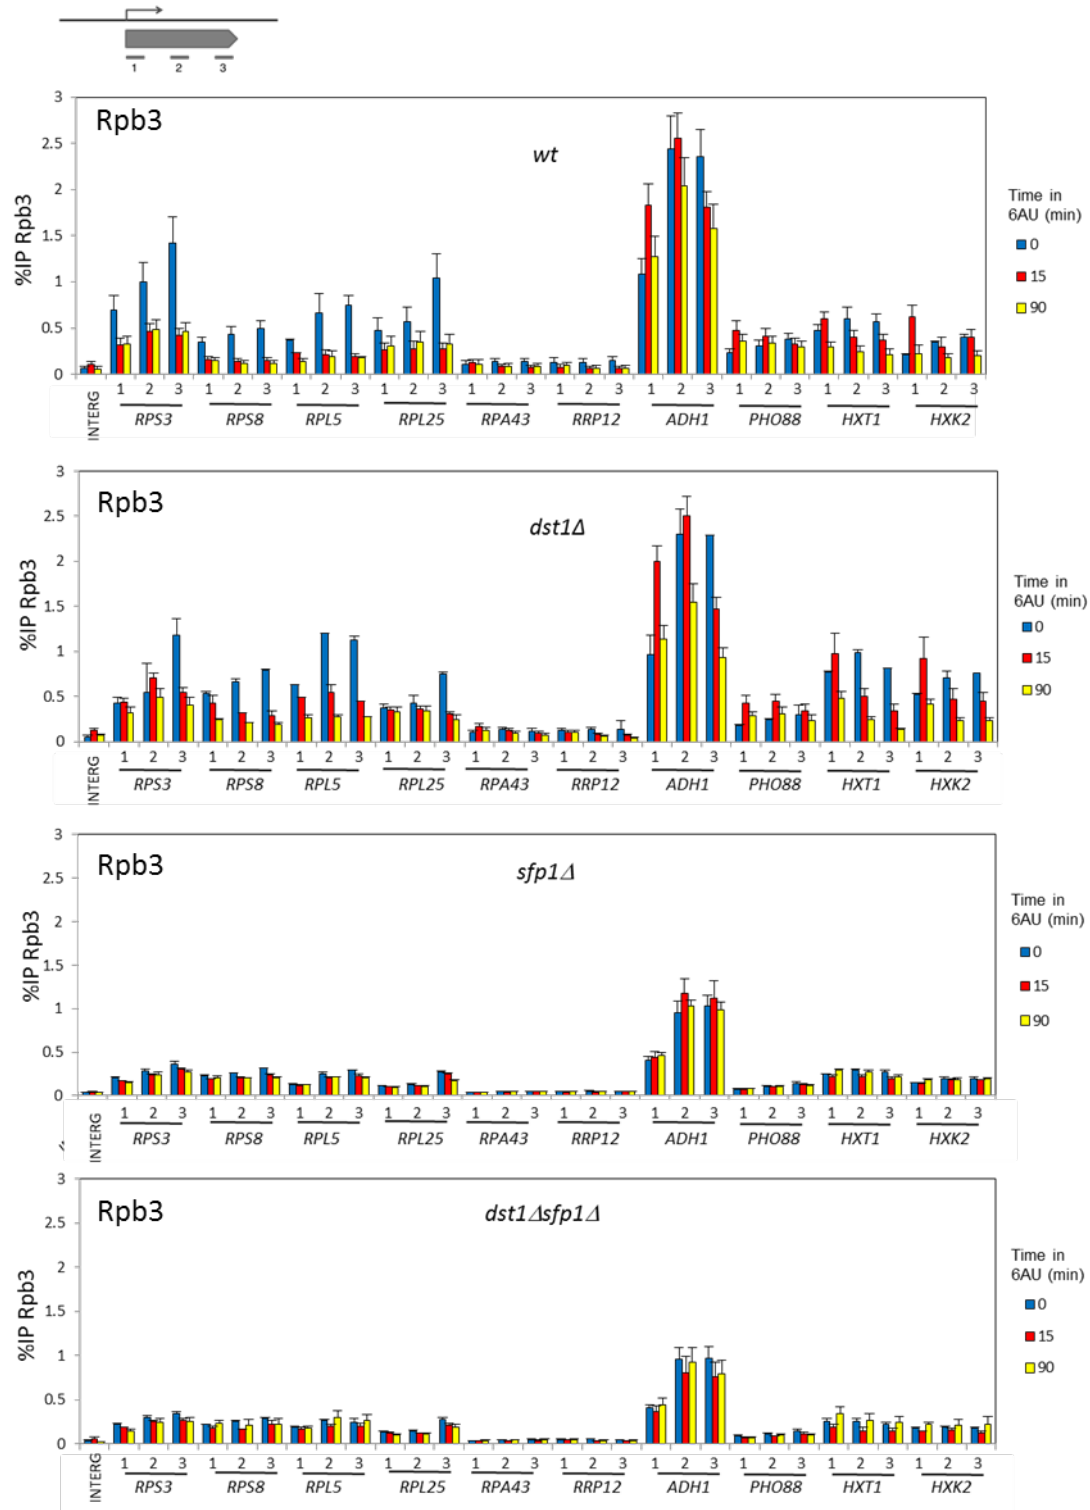 1 2 3
Rpb3
wt
%IP Rpb3
3
2.5
2
1.5
1
0.5
0
Time in
6AU (min)
0
15
90
1 2 3 1 2 3 1 2 3 1 2 3 1 2 3 1 2 3 1 2 3 1 2 3 1 2 3 1 2 3
INTERG RPS3 RPS8 RPL5 RPL25 RPA43 RRP12 ADH1 PHO88 HXT1 HXK2
Rpb3
dst1Δ
%IP Rpb3
3
2.5
2
1.5
1
0.5
0
Time in
6AU (min)
0
15
90
1 2 3 1 2 3 1 2 3 1 2 3 1 2 3 1 2 3 1 2 3 1 2 3 1 2 3 1 2 3
INTERG RPS3 RPS8 RPL5 RPL25 RPA43 RRP12 ADH1 PHO88 HXT1 HXK2
Rpb3
sfp1Δ
%IP Rpb3
3
2.5
2
1.5
1
0.5
0
Time in
6AU (min)
0
15
90
1 2 3 1 2 3 1 2 3 1 2 3 1 2 3 1 2 3 1 2 3 1 2 3 1 2 3 1 2 3
INTERG RPS3 RPS8 RPL5 RPL25 RPA43 RRP12 ADH1 PHO88 HXT1 HXK2
Rpb3
dst1Δsfp1Δ
%IP Rpb3
3
2.5
2
1.5
1
0.5
0
Time in
6AU (min)
0
15
90
1 2 3 1 2 3 1 2 3 1 2 3 1 2 3 1 2 3 1 2 3 1 2 3 1 2 3 1 2 3
INTERG RPS3 RPS8 RPL5 RPL25 RPA43 RRP12 ADH1 PHO88 HXT1 HXK2